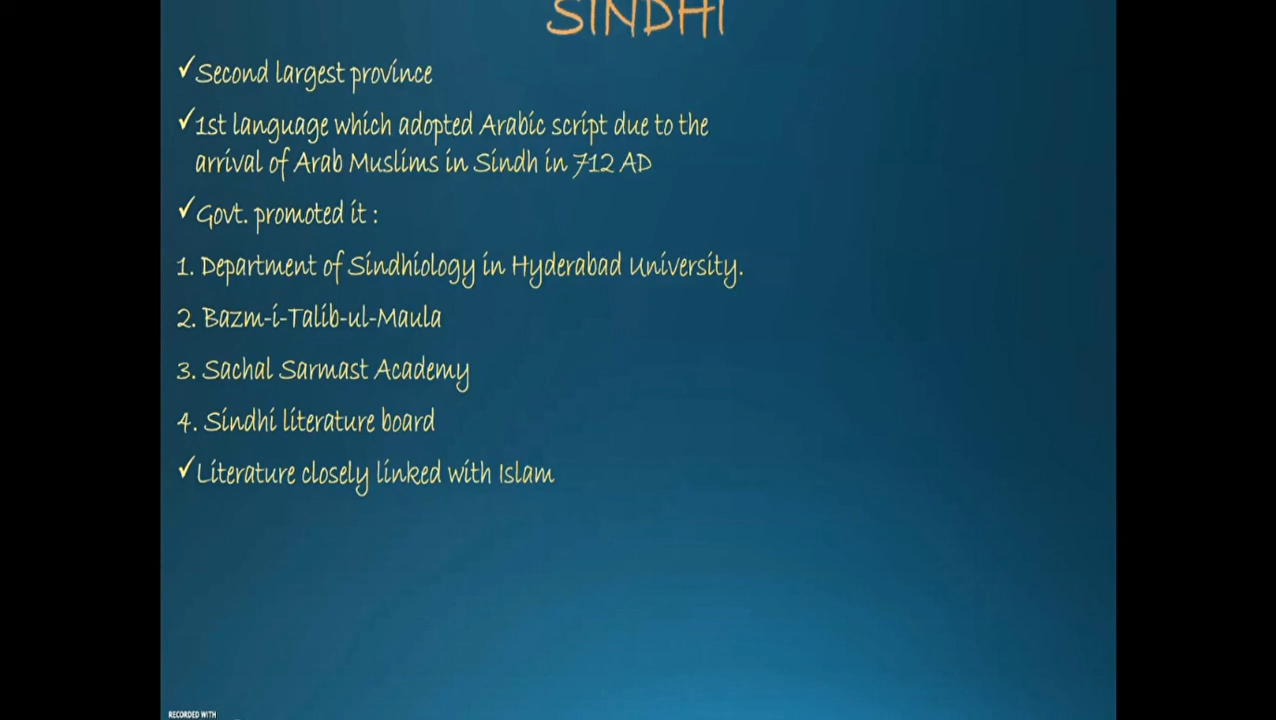 SINDHI
✓Second largest province
✓1st language which adopted Arabic script due to the
arrival of Arab Muslims in Sindh in 712 AD
✓Govt. promoted it :
1. Department of Sindhiology in Hyderabad University.
2. Bazm-i-Talib-ul-Maula
3. Sachal Sarmast Academy
4. Sindhi literature board
✓Literature closely linked with Islam
RECORDED WITH